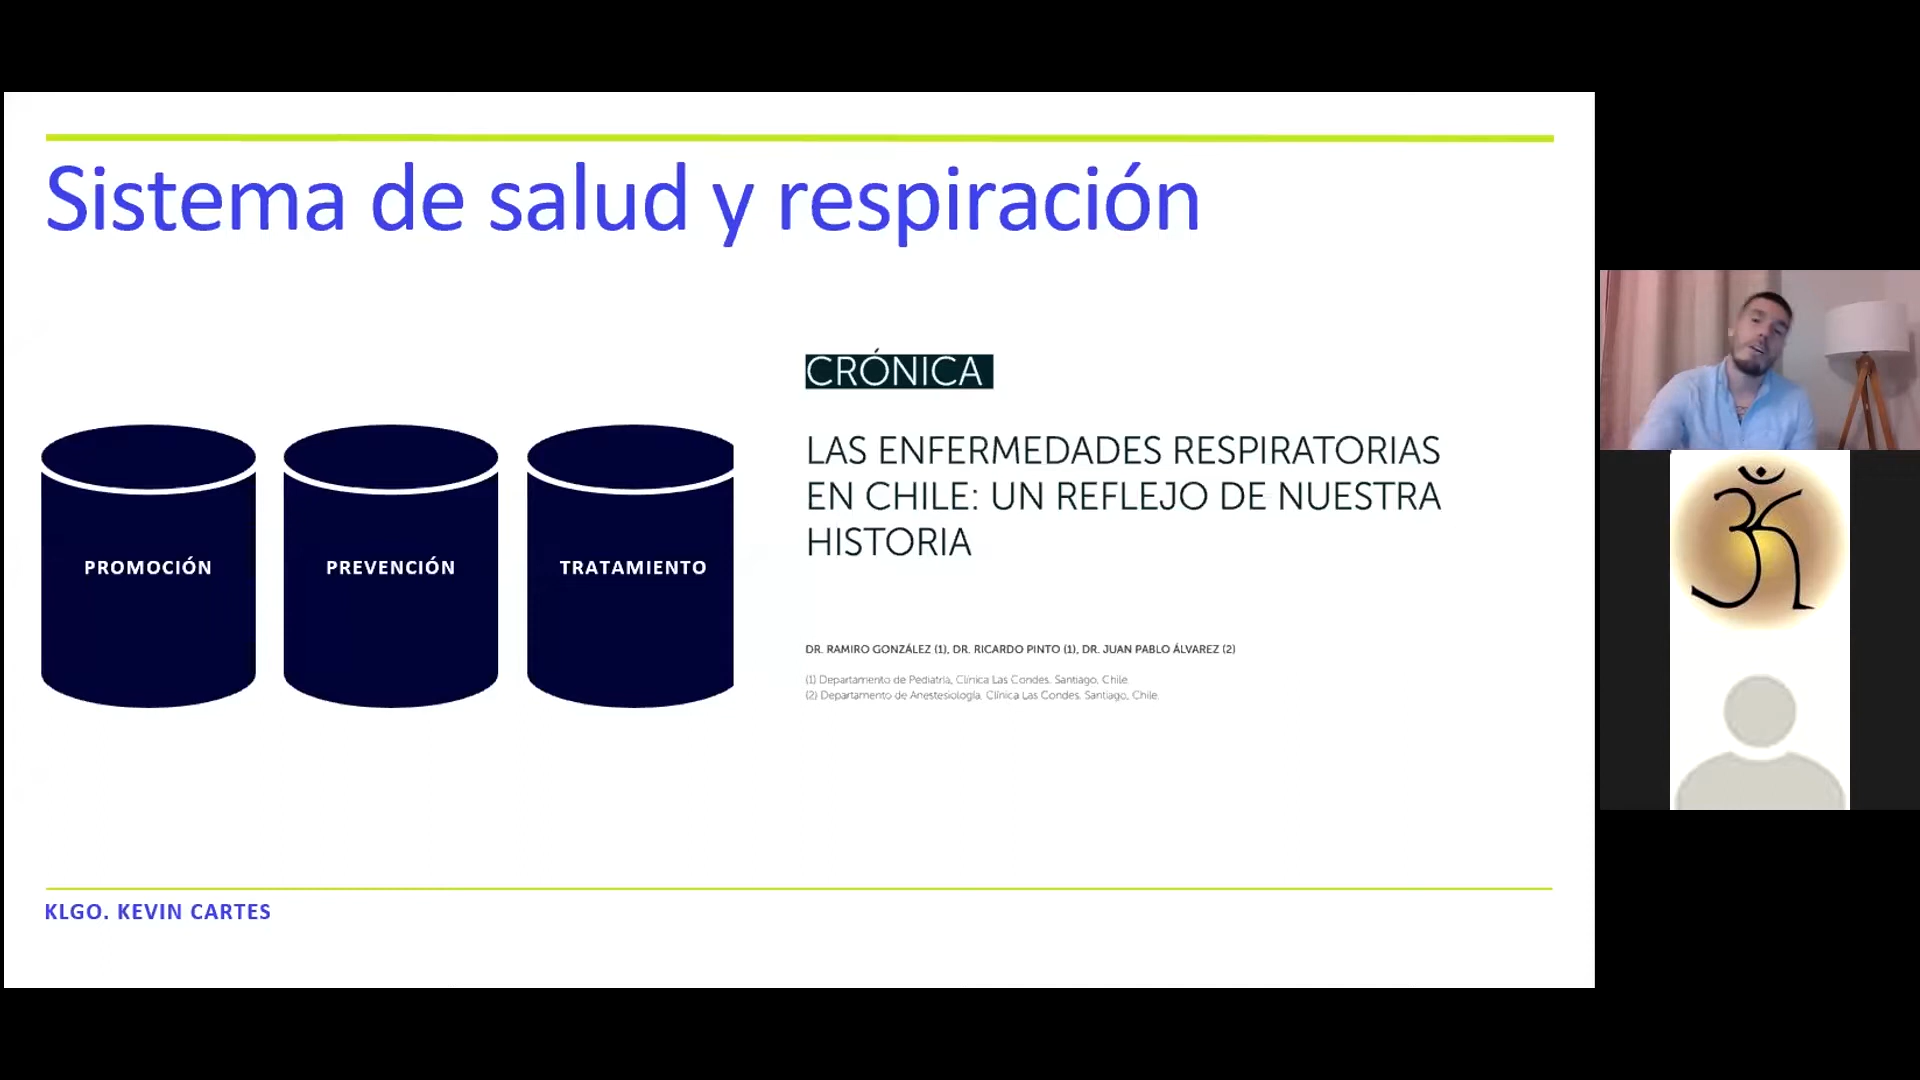 Sistema de salud y respiración
PROMOCIÓN
PREVENCIÓN
TRATAMIENTO
CRÓNICA
LAS ENFERMEDADES RESPIRATORIAS
EN CHILE: UN REFLEJO DE NUESTRA
HISTORIA
DR. RAMIRO GONZÁLEZ (1), DR. RICARDO PINTO (1), DR. JUAN PABLO ÁLVAREZ (2)
(1) Departamento de Pediatría, Clínica Las Condes. Santiago, Chile.
(2) Departamento de Anestesiología, Clínica Las Condes. Santiago, Chile.
KLGO. KEVIN CARTES
ॐ